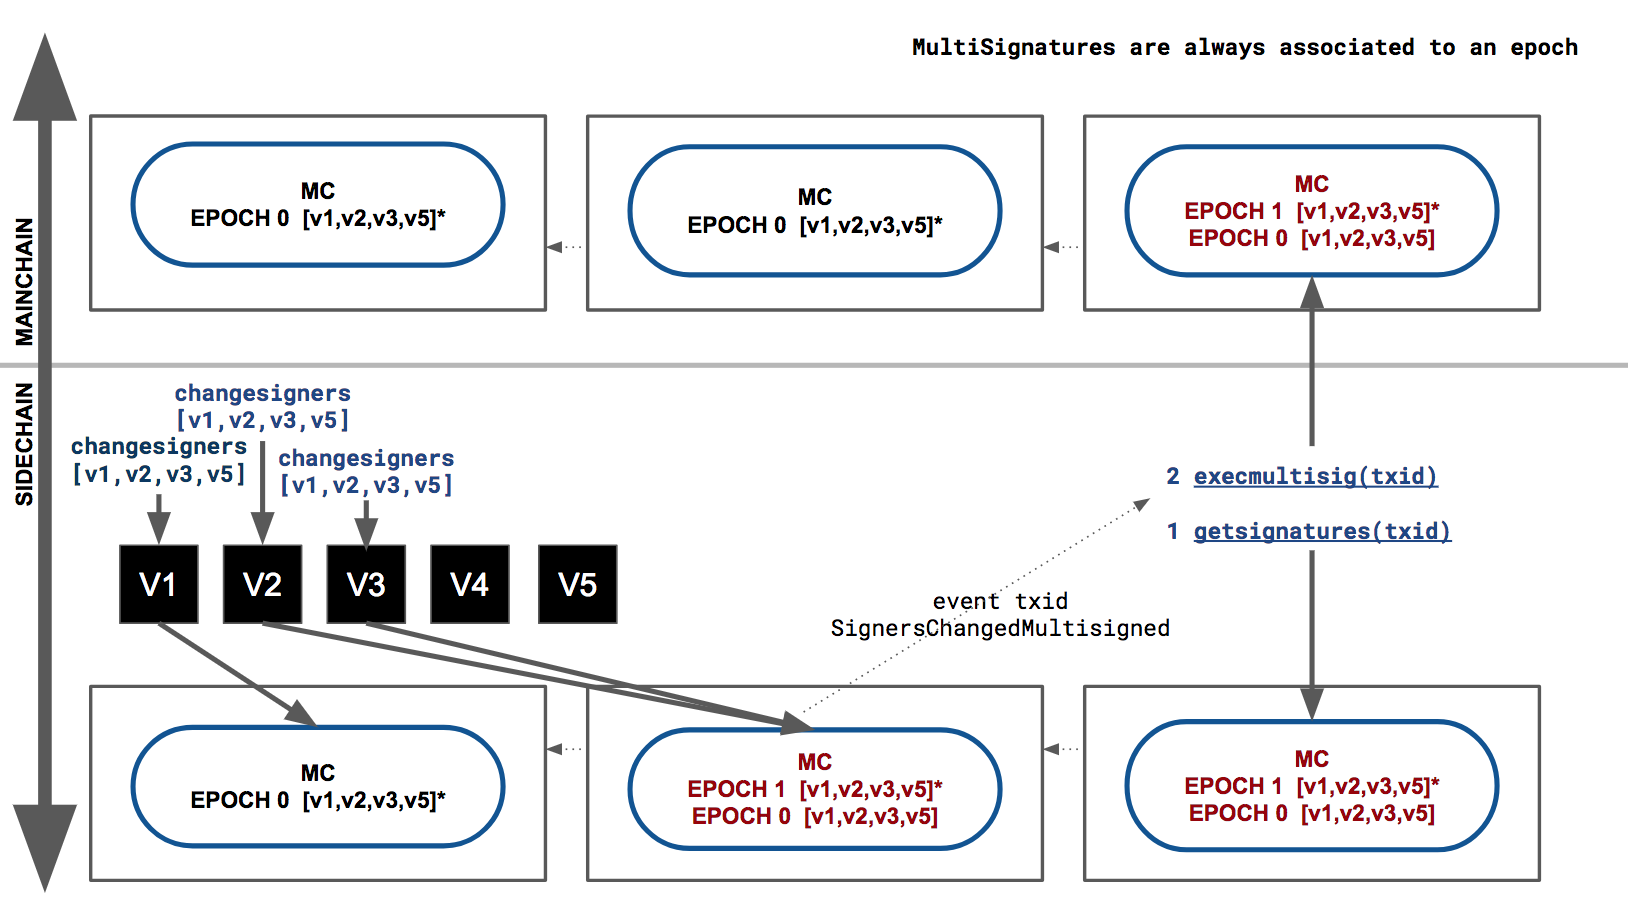 MultiSignatures are always associated to an epoch
MAINCHAIN
MC
EPOCH 0 [v1,v2,v3,v5]*
MC
EPOCH 0 [v1,v2,v3,v5]*
MC
EPOCH 1 [v1,v2,v3,v5]*
EPOCH 0 [v1,v2,v3,v5]
SIDECHAIN
changesigners
[v1,v2,v3,v5]
changesigners
[v1,v2,v3,v5]
changesigners
[v1,v2,v3,v5]
2 execmultisig(txid)
1 getsignatures(txid)
V1
V2
V3
V4
V5
event txid
SignersChangedMultisigned
MC
EPOCH 0 [v1,v2,v3,v5]*
MC
EPOCH 1 [v1,v2,v3,v5]*
EPOCH 0 [v1,v2,v3,v5]
MC
EPOCH 1 [v1,v2,v3,v5]*
EPOCH 0 [v1,v2,v3,v5]